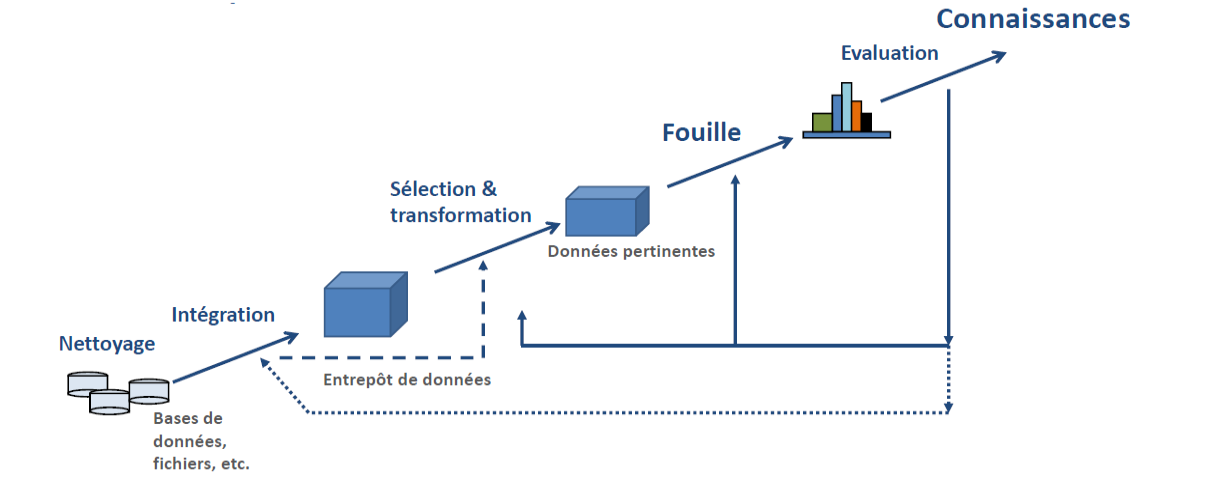 Connaissances
Evaluation
Fouille
Sélection &
transformation
Données pertinentes
Intégration
Nettoyage
Entrepôt de données
Bases de
données,
fichiers, etc.